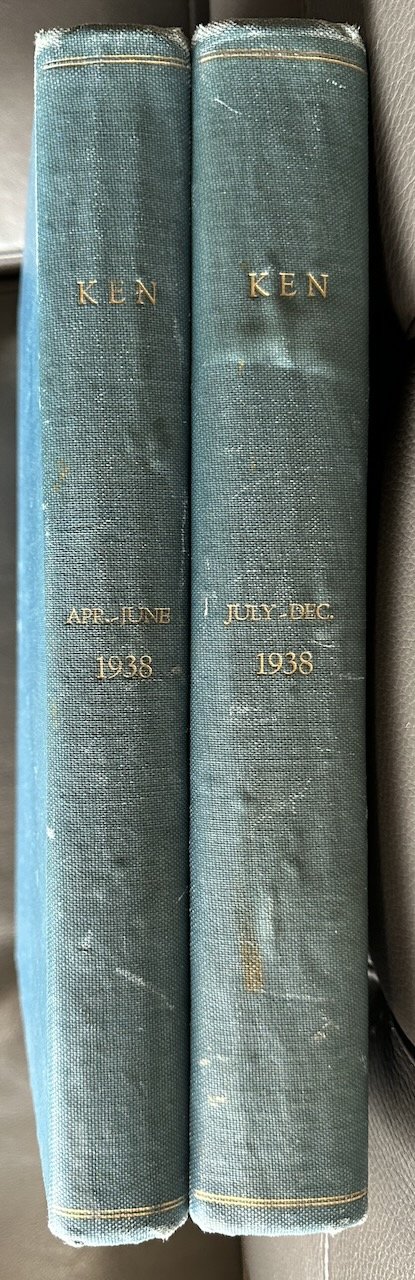 KEN
APR.-JUNE
1938
KEN
JULY-DEC.
1938